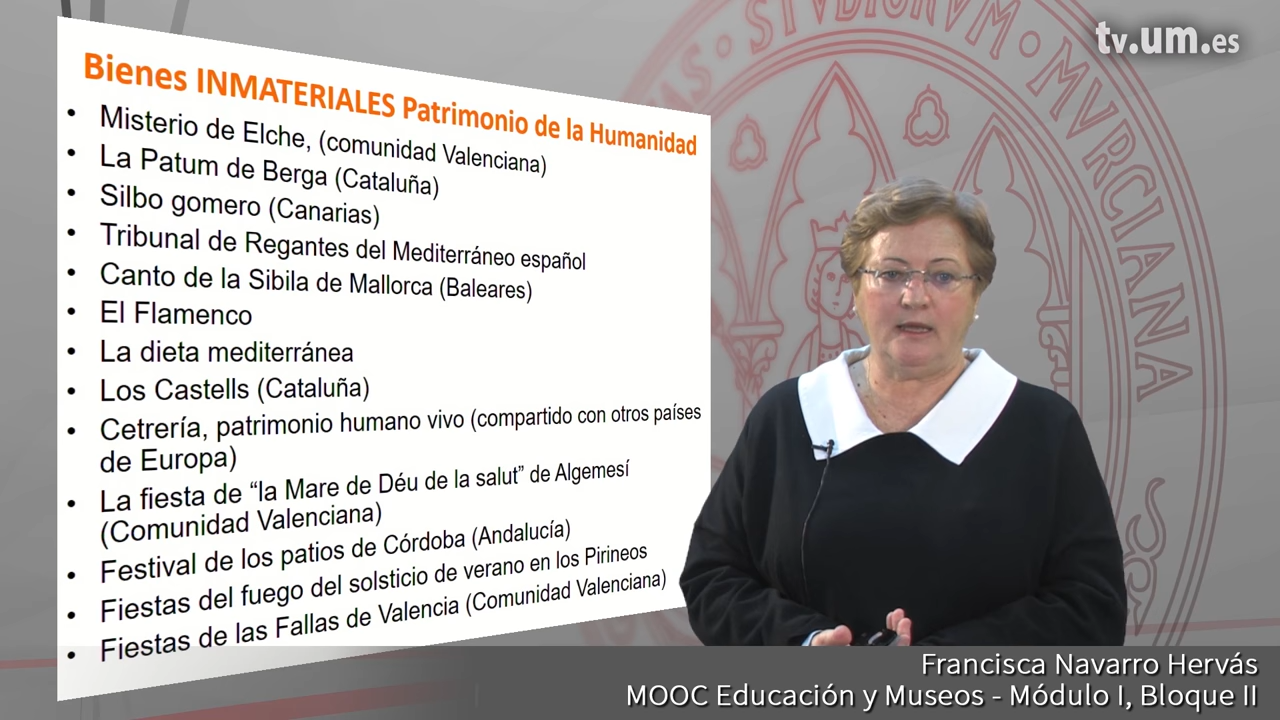 tv.um.es
STVDIORVM MVRCIANA
Bienes INMATERIALES Patrimonio de la Humanidad
• Misterio de Elche, (comunidad Valenciana)
• La Patum de Berga (Cataluña)
• Silbo gomero (Canarias)
• Tribunal de Regantes del Mediterráneo español
• Canto de la Sibila de Mallorca (Baleares)
• El Flamenco
• La dieta mediterránea
• Los Castells (Cataluña)
• Cetrería, patrimonio humano vivo (compartido con otros países
de Europa)
• La fiesta de “la Mare de Déu de la salut” de Algemesí
(Comunidad Valenciana)
• Festival de los patios de Córdoba (Andalucía)
• Fiestas del fuego del solsticio de verano en los Pirineos
• Fiestas de las Fallas de Valencia (Comunidad Valenciana)
Francisca Navarro Hervás
MOOC Educación y Museos - Módulo I, Bloque II